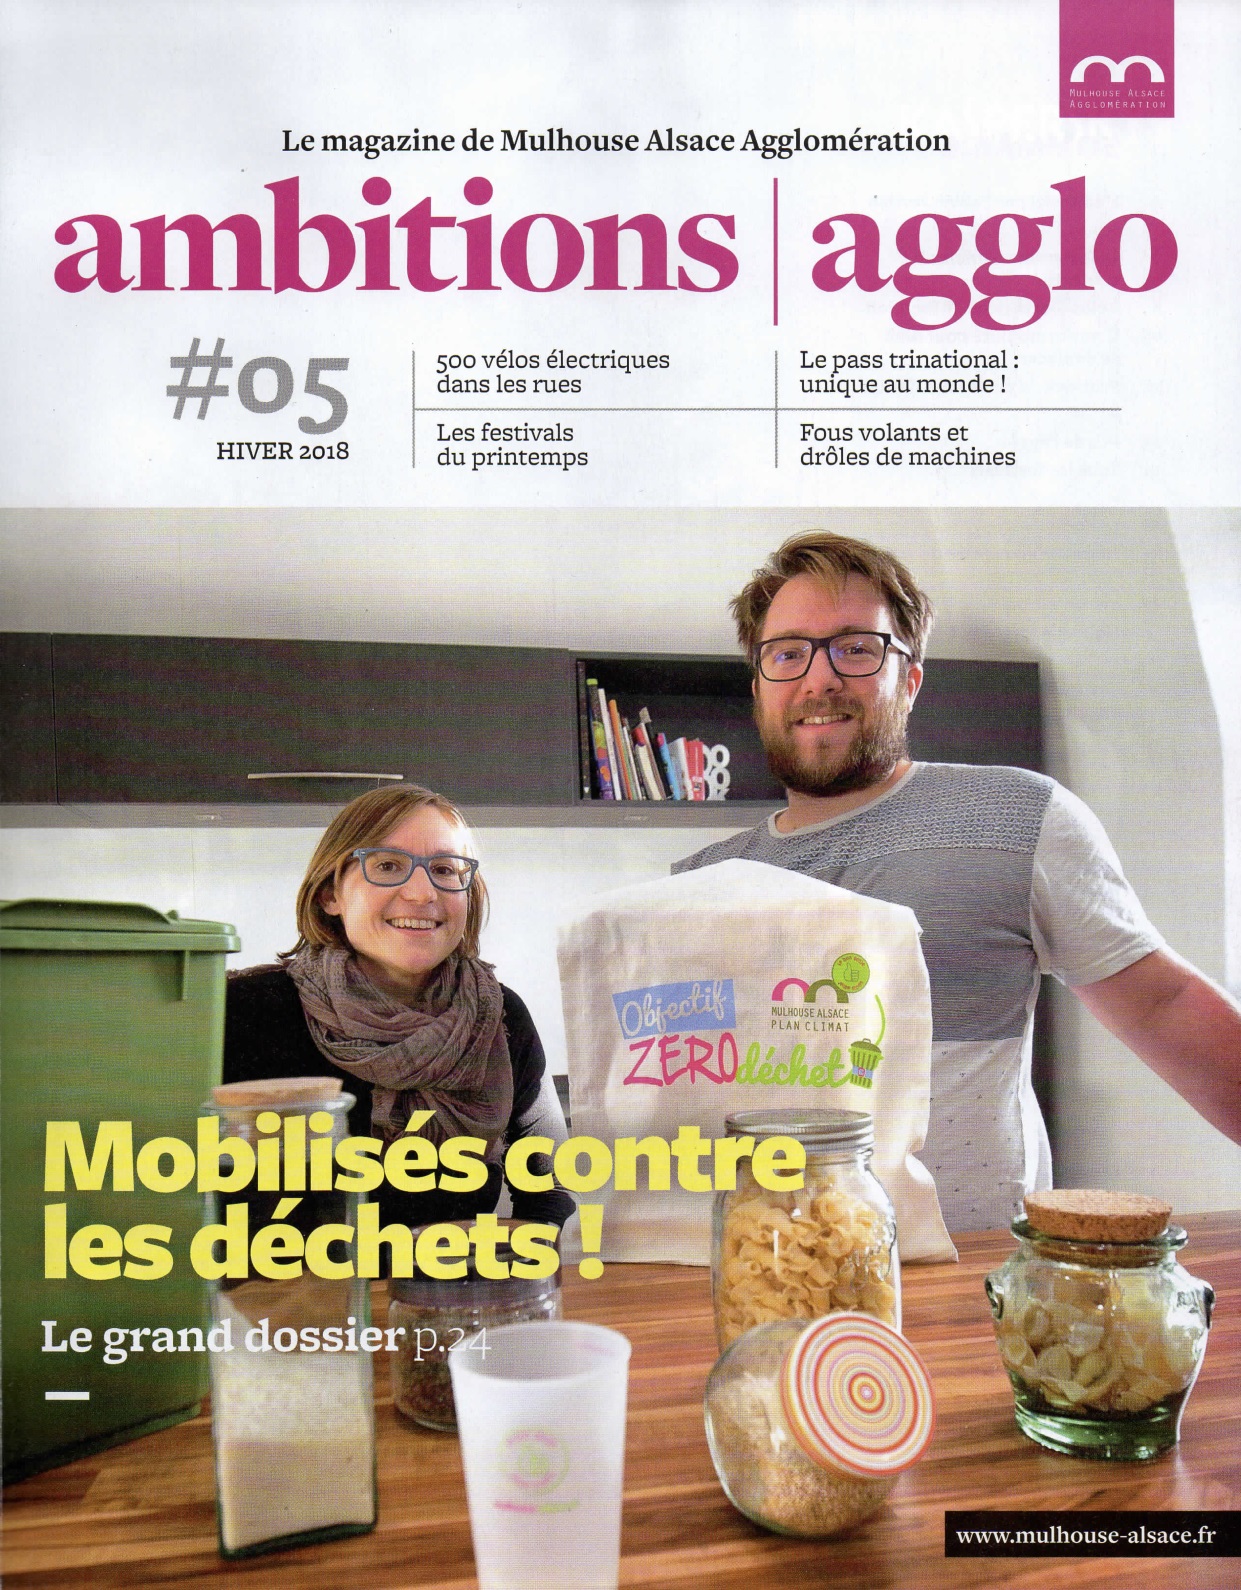 MULHOUSE ALSACE
AGGLOMÉRATION
Le magazine de Mulhouse Alsace Agglomération
ambitions | agglo
#05
HIVER 2018
500 vélos électriques
dans les rues
Le pass trinational :
unique au monde !
Les festivals
du printemps
Fous volants et
drôles de machines
Objectif
ZERO déchet
MULHOUSE ALSACE
PLAN CLIMAT
Mobilisés contre
les déchets !
Le grand dossier p.24
www.mulhouse-alsace.fr